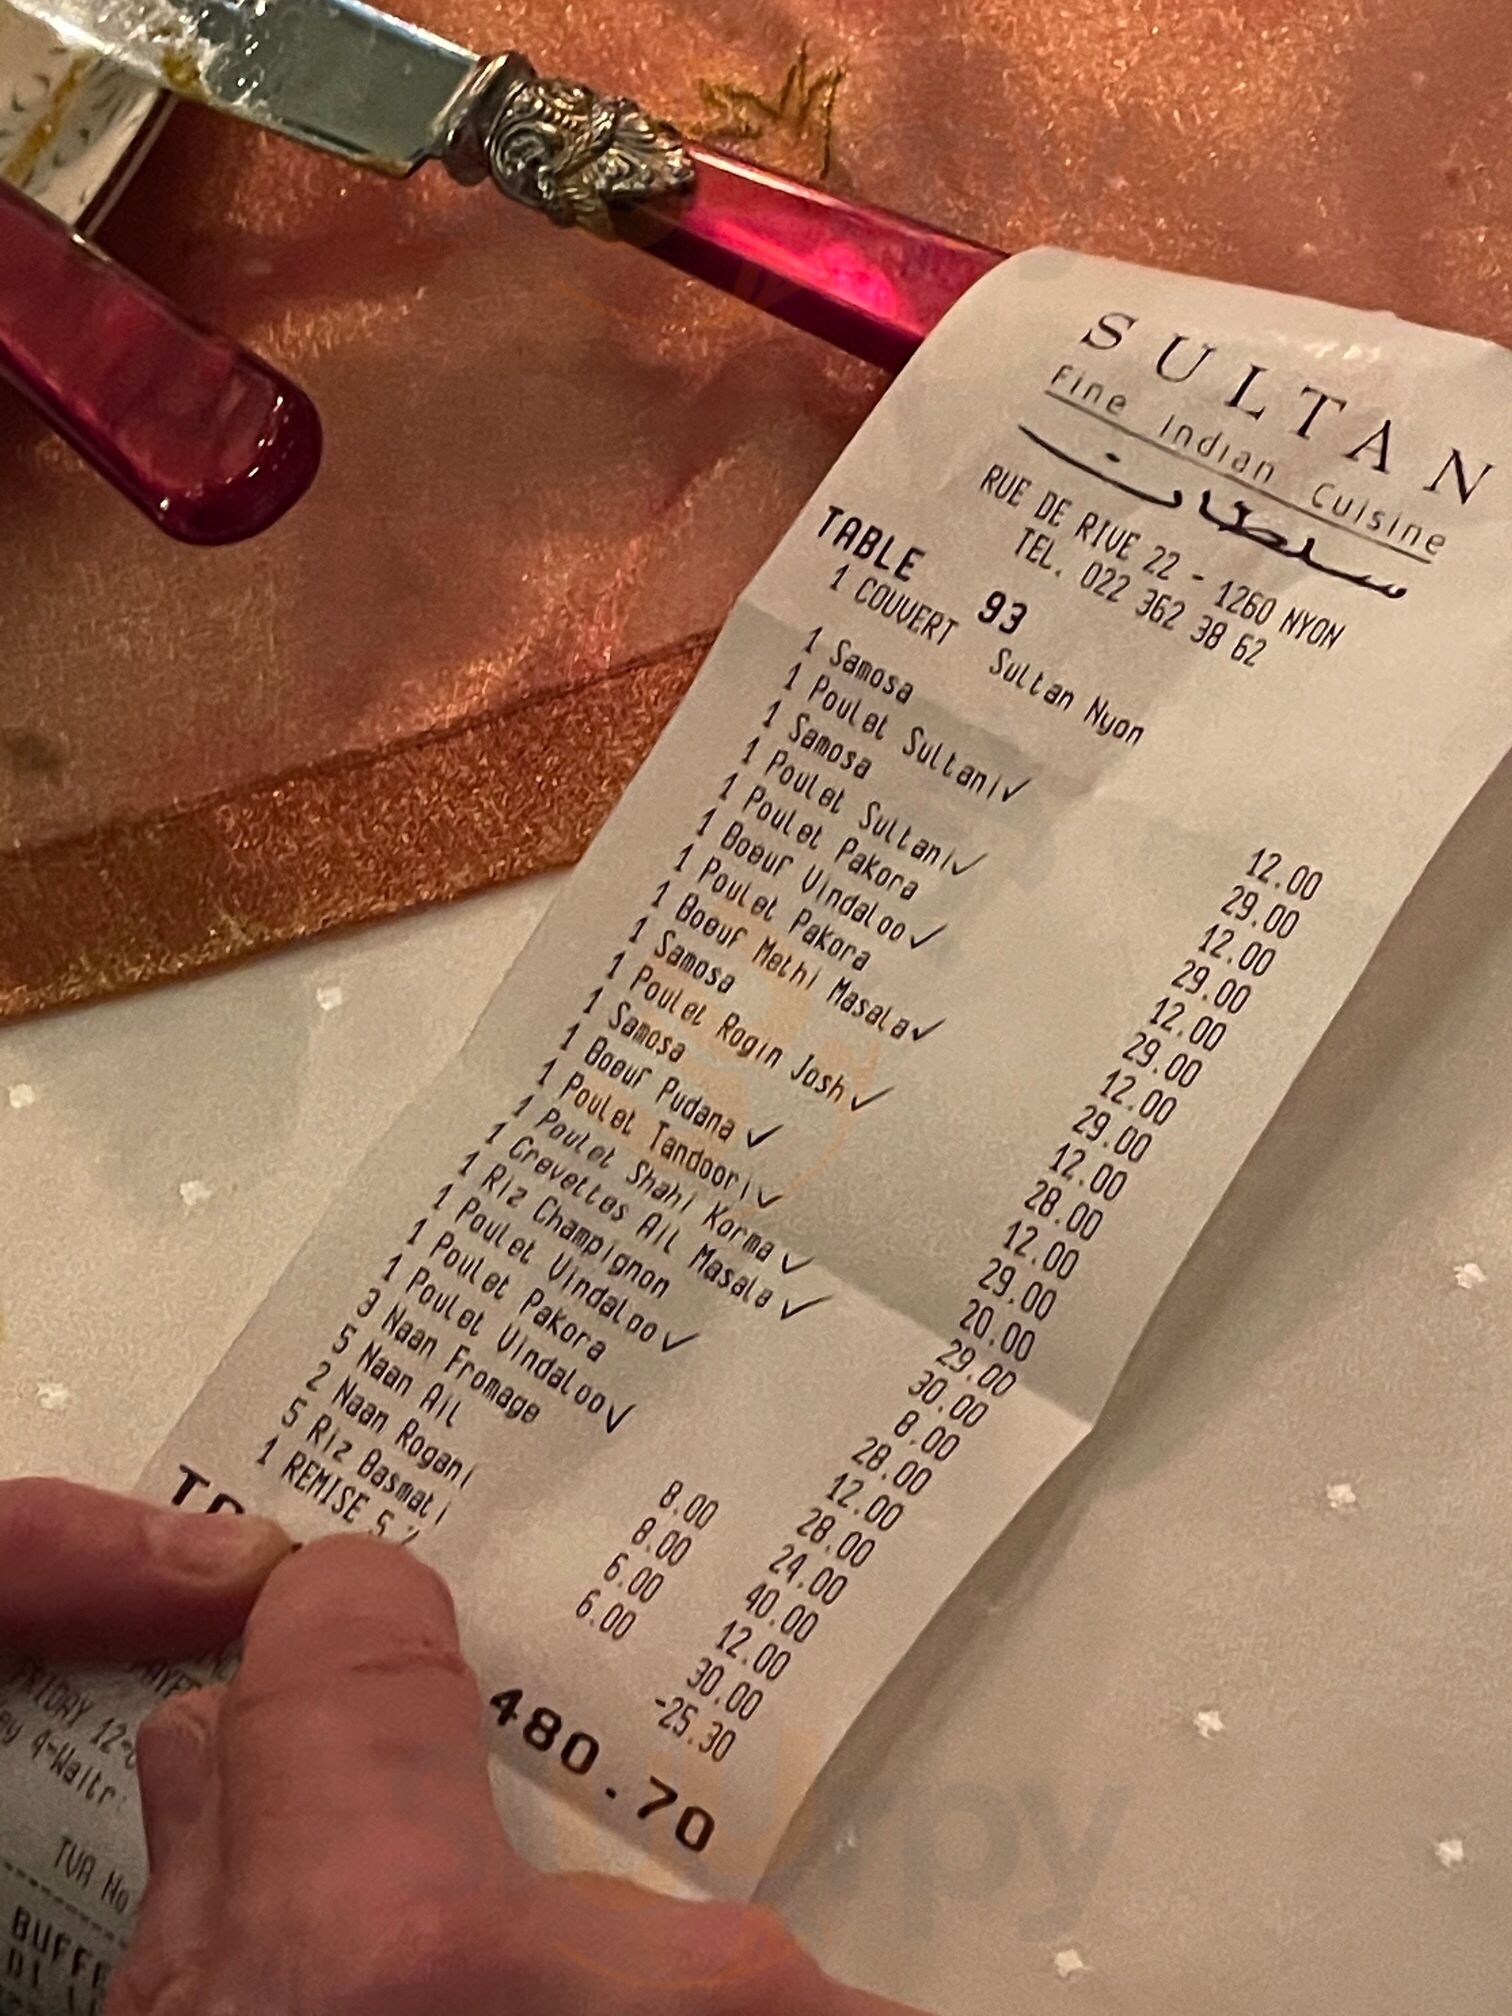 SULTAN
Fine Indian Cuisine
سلطان
RUE DE RIVE 22 - 1260 NYON
TEL. 022 362 38 62
TABLE 93
1 COUVERT Sultan Nyon
1 Samosa 12.00
1 Poulet Sultani✓ 29.00
1 Samosa 12.00
1 Poulet Sultani✓ 29.00
1 Poulet Pakora 12.00
1 Boeuf Vindaloo✓ 29.00
1 Poulet Pakora 12.00
1 Boeuf Methi Masala✓ 29.00
1 Samosa 12.00
1 Poulet Rogin Josh✓ 28.00
1 Samosa 12.00
1 Boeuf Pudana ✓ 29.00
1 Poulet Tandoori✓ 20.00
1 Poulet Shahi Korma✓ 29.00
1 Crevettes Ail Masala✓ 30.00
1 Riz Champignon 8.00
1 Poulet Vindaloo✓ 28.00
1 Poulet Pakora 12.00
1 Poulet Vindaloo✓ 28.00
3 Naan Fromage 8.00 24.00
5 Naan Ail 8.00 40.00
2 Naan Rogani 6.00 12.00
5 Riz Basmati 6.00 30.00
1 REMISE 5 -25.30
480.70
4-Waitr
TVA No